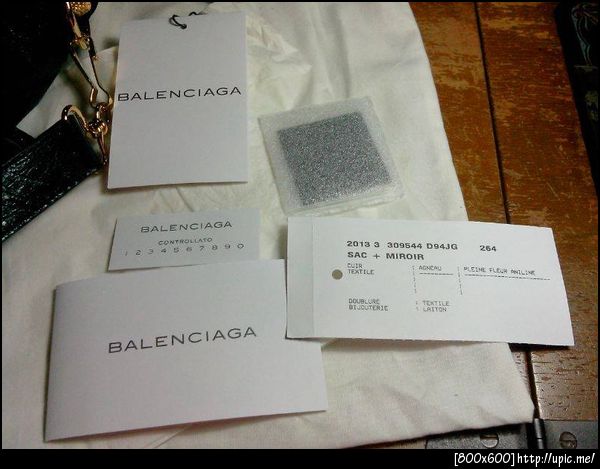 BALENCIAGA
BALENCIAGA
CONTROLLATO
1 2 3 4 5 6 7 8 9 0
2013 3 309544 D94JG 264
SAC + MIROIR
CUIR : AGNEAU : PLEINE FLEUR ANILINE
TEXTILE
DOUBLURE : TEXTILE
BIJOUTERIE : LAITON
BALENCIAGA
[800x600] http://upic.me/